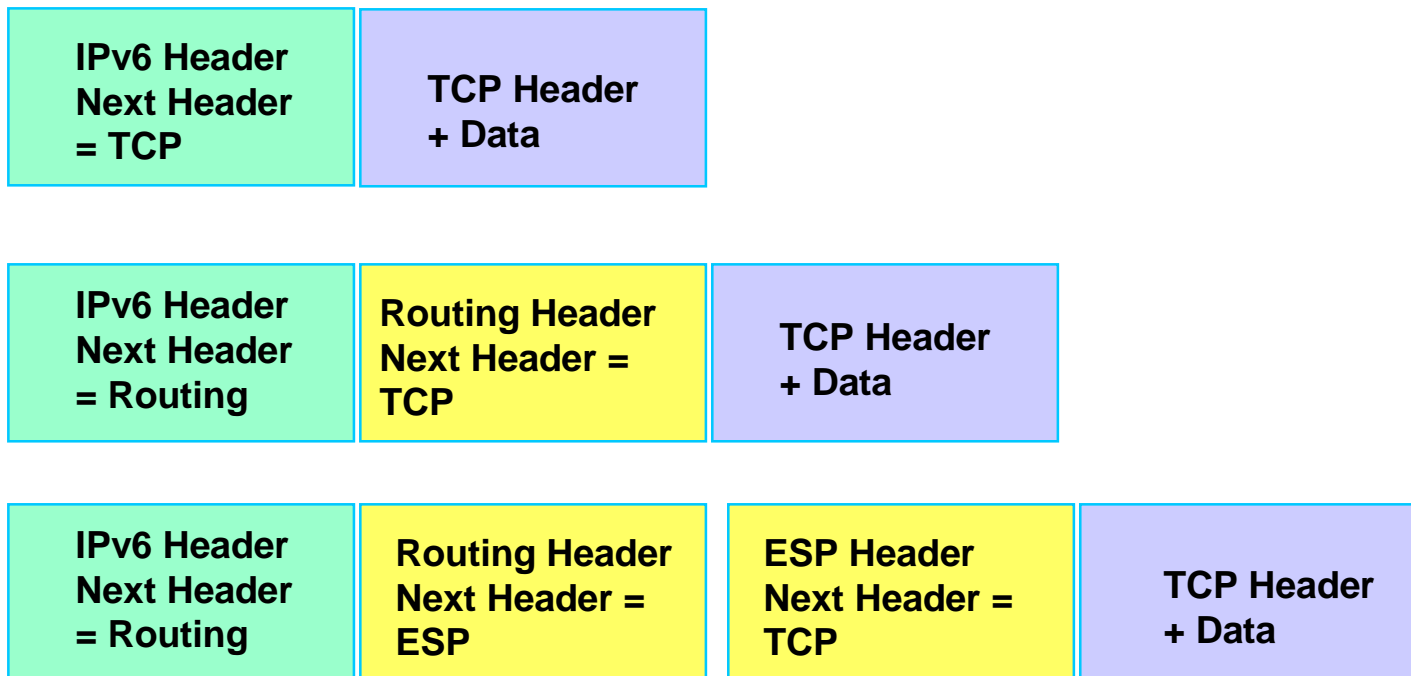 IPv6 Header
Next Header
= TCP
TCP Header
+ Data
IPv6 Header
Next Header
= Routing
Routing Header
Next Header =
TCP
TCP Header
+ Data
IPv6 Header
Next Header
= Routing
Routing Header
Next Header =
ESP
ESP Header
Next Header =
TCP
TCP Header
+ Data